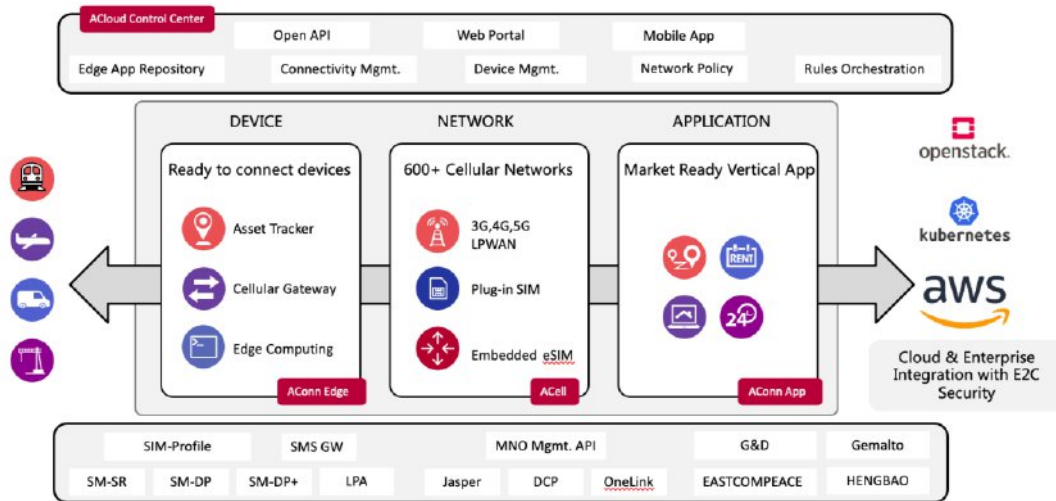 ACloud Control Center
Open API
Web Portal
Mobile App
Edge App Repository
Connectivity Mgmt.
Device Mgmt.
Network Policy
Rules Orchestration
DEVICE
NETWORK
APPLICATION
Ready to connect devices
Asset Tracker
Cellular Gateway
Edge Computing
AConn Edge
600+ Cellular Networks
3G,4G,5G
LPWAN
Plug-in SIM
Embedded eSIM
ACell
Market Ready Vertical App
RENT
24
AConn App
openstack.
kubernetes
aws
Cloud & Enterprise
Integration with E2C
Security
SIM-Profile
SMS GW
MNO Mgmt. API
G&D
Gemalto
SM-SR
SM-DP
SM-DP+
LPA
Jasper
DCP
OneLink
EASTCOMPEACE
HENGBAO